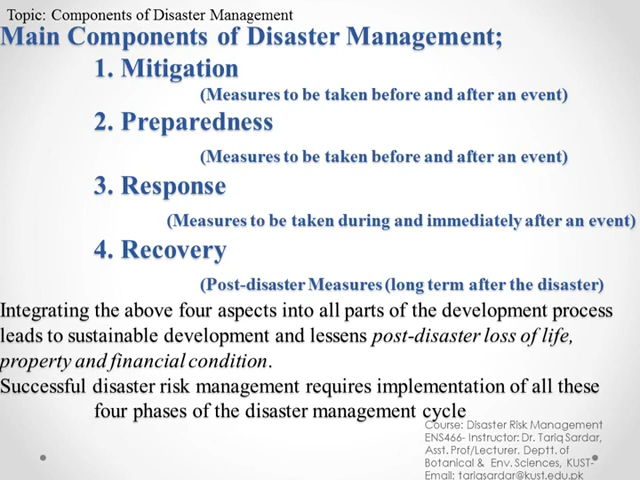 Topic: Components of Disaster Management
Main Components of Disaster Management;
1. Mitigation
(Measures to be taken before and after an event)
2. Preparedness
(Measures to be taken before and after an event)
3. Response
(Measures to be taken during and immediately after an event)
4. Recovery
(Post-disaster Measures (long term after the disaster)
Integrating the above four aspects into all parts of the development process
leads to sustainable development and lessens post-disaster loss of life,
property and financial condition.
Successful disaster risk management requires implementation of all these
four phases of the disaster management cycle
Course: Disaster Risk Management
ENS466- Instructor: Dr. Tariq Sardar,
Asst. Prof/Lecturer. Deptt. of
Botanical & Env. Sciences, KUST-
Email: tariqsardar@kust.edu.pk